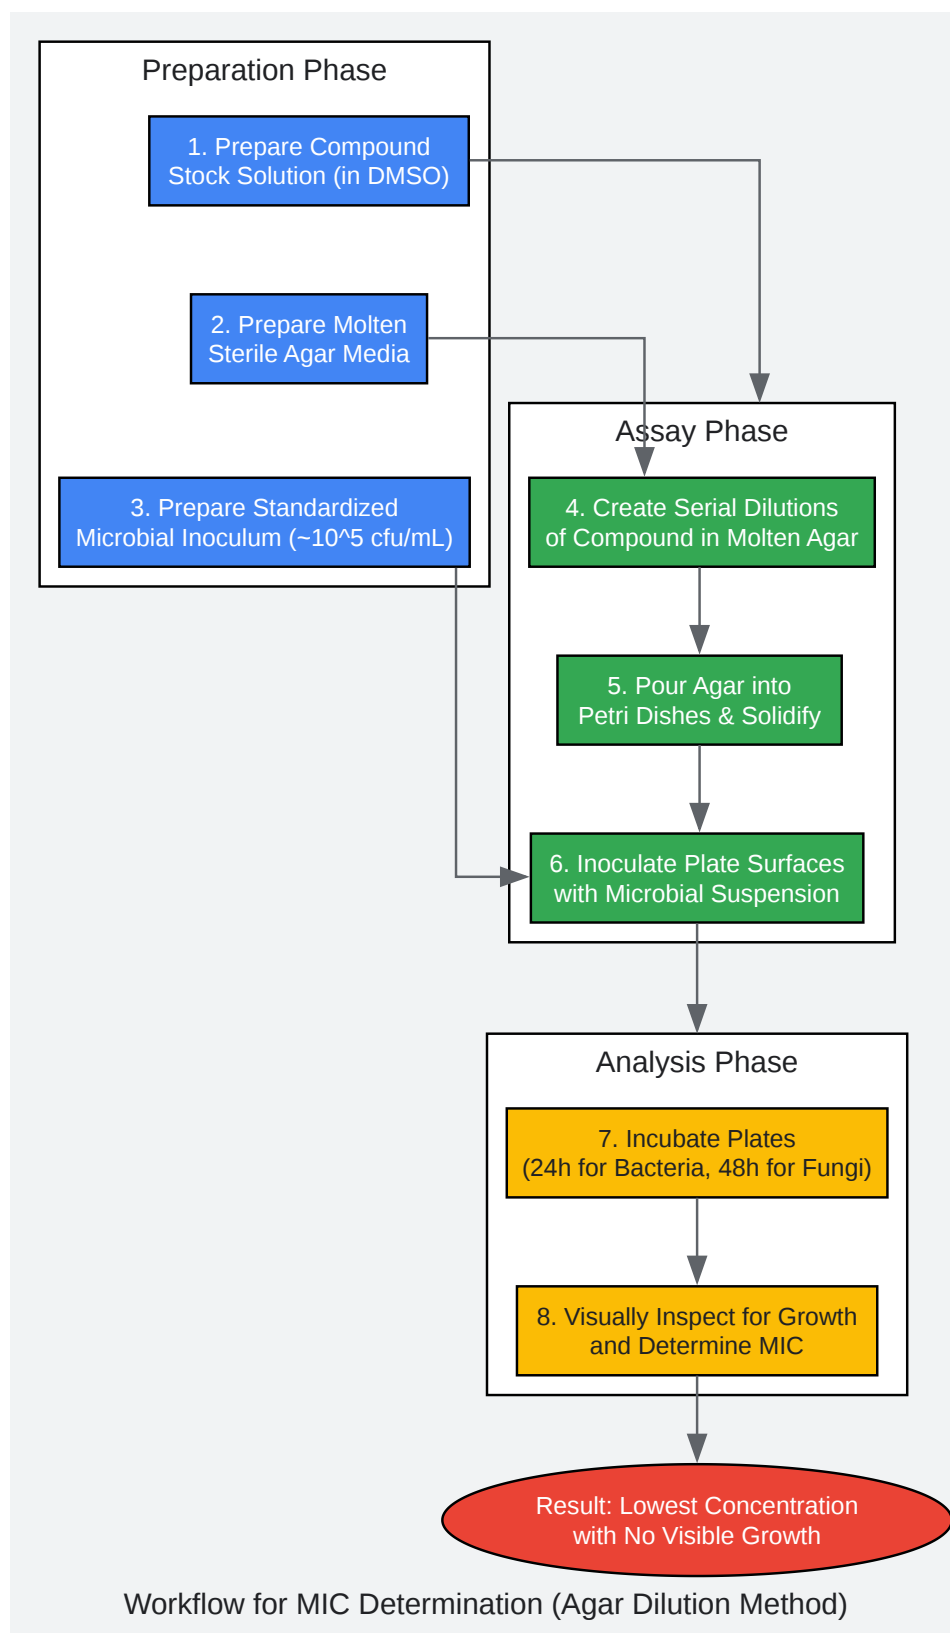 Preparation Phase
1. Prepare Compound
Stock Solution (in DMSO)
2. Prepare Molten
Sterile Agar Media
3. Prepare Standardized
Microbial Inoculum (~10^5 cfu/mL)
Assay Phase
4. Create Serial Dilutions
of Compound in Molten Agar
5. Pour Agar into
Petri Dishes & Solidify
6. Inoculate Plate Surfaces
with Microbial Suspension
Analysis Phase
7. Incubate Plates
(24h for Bacteria, 48h for Fungi)
8. Visually Inspect for Growth
and Determine MIC
Result: Lowest Concentration
with No Visible Growth
Workflow for MIC Determination (Agar Dilution Method)